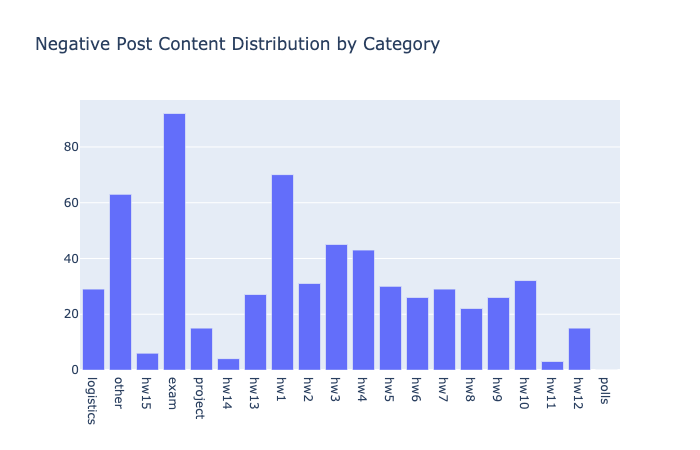 Negative Post Content Distribution by Category
80
60
40
20
0
logistics
other
hw15
exam
project
hw14
hw13
hw1
hw2
hw3
hw4
hw5
hw6
hw7
hw8
hw9
hw10
hw11
hw12
polls